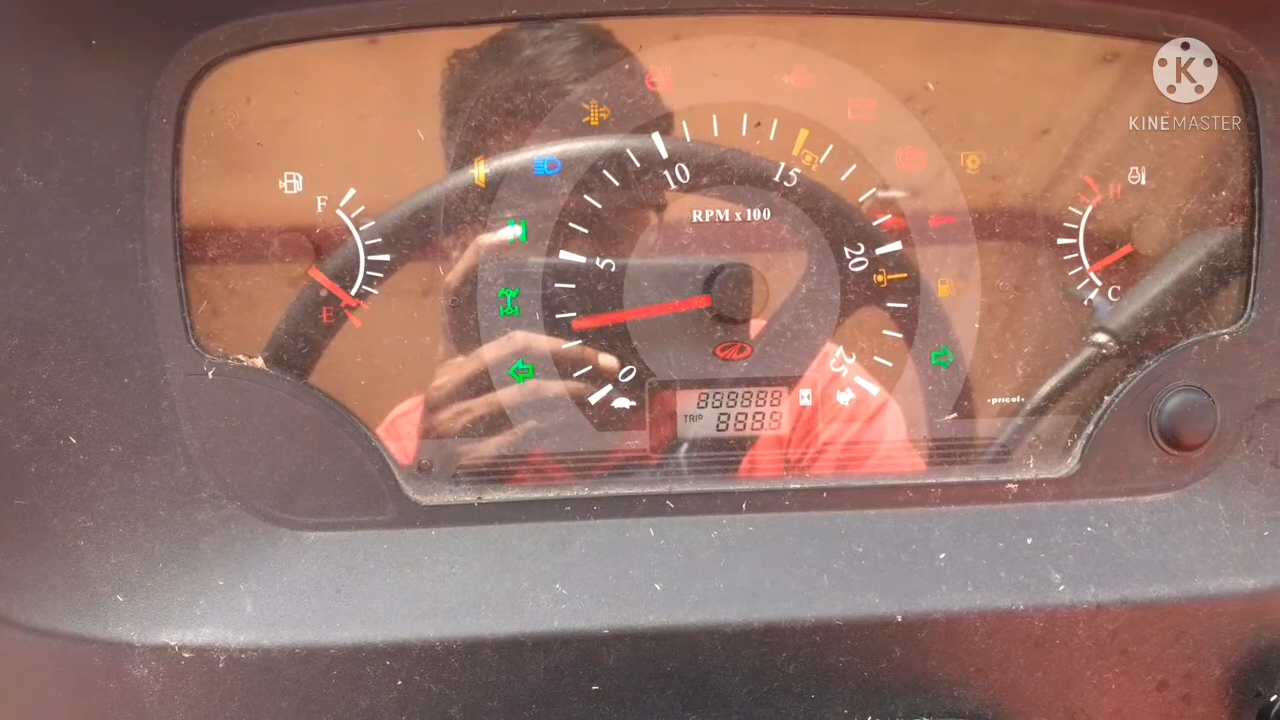 KINEMASTER
F
E
0
5
10
15
20
25
RPM x 100
N
H
C
888888
TRIP 888.8
•pricol•